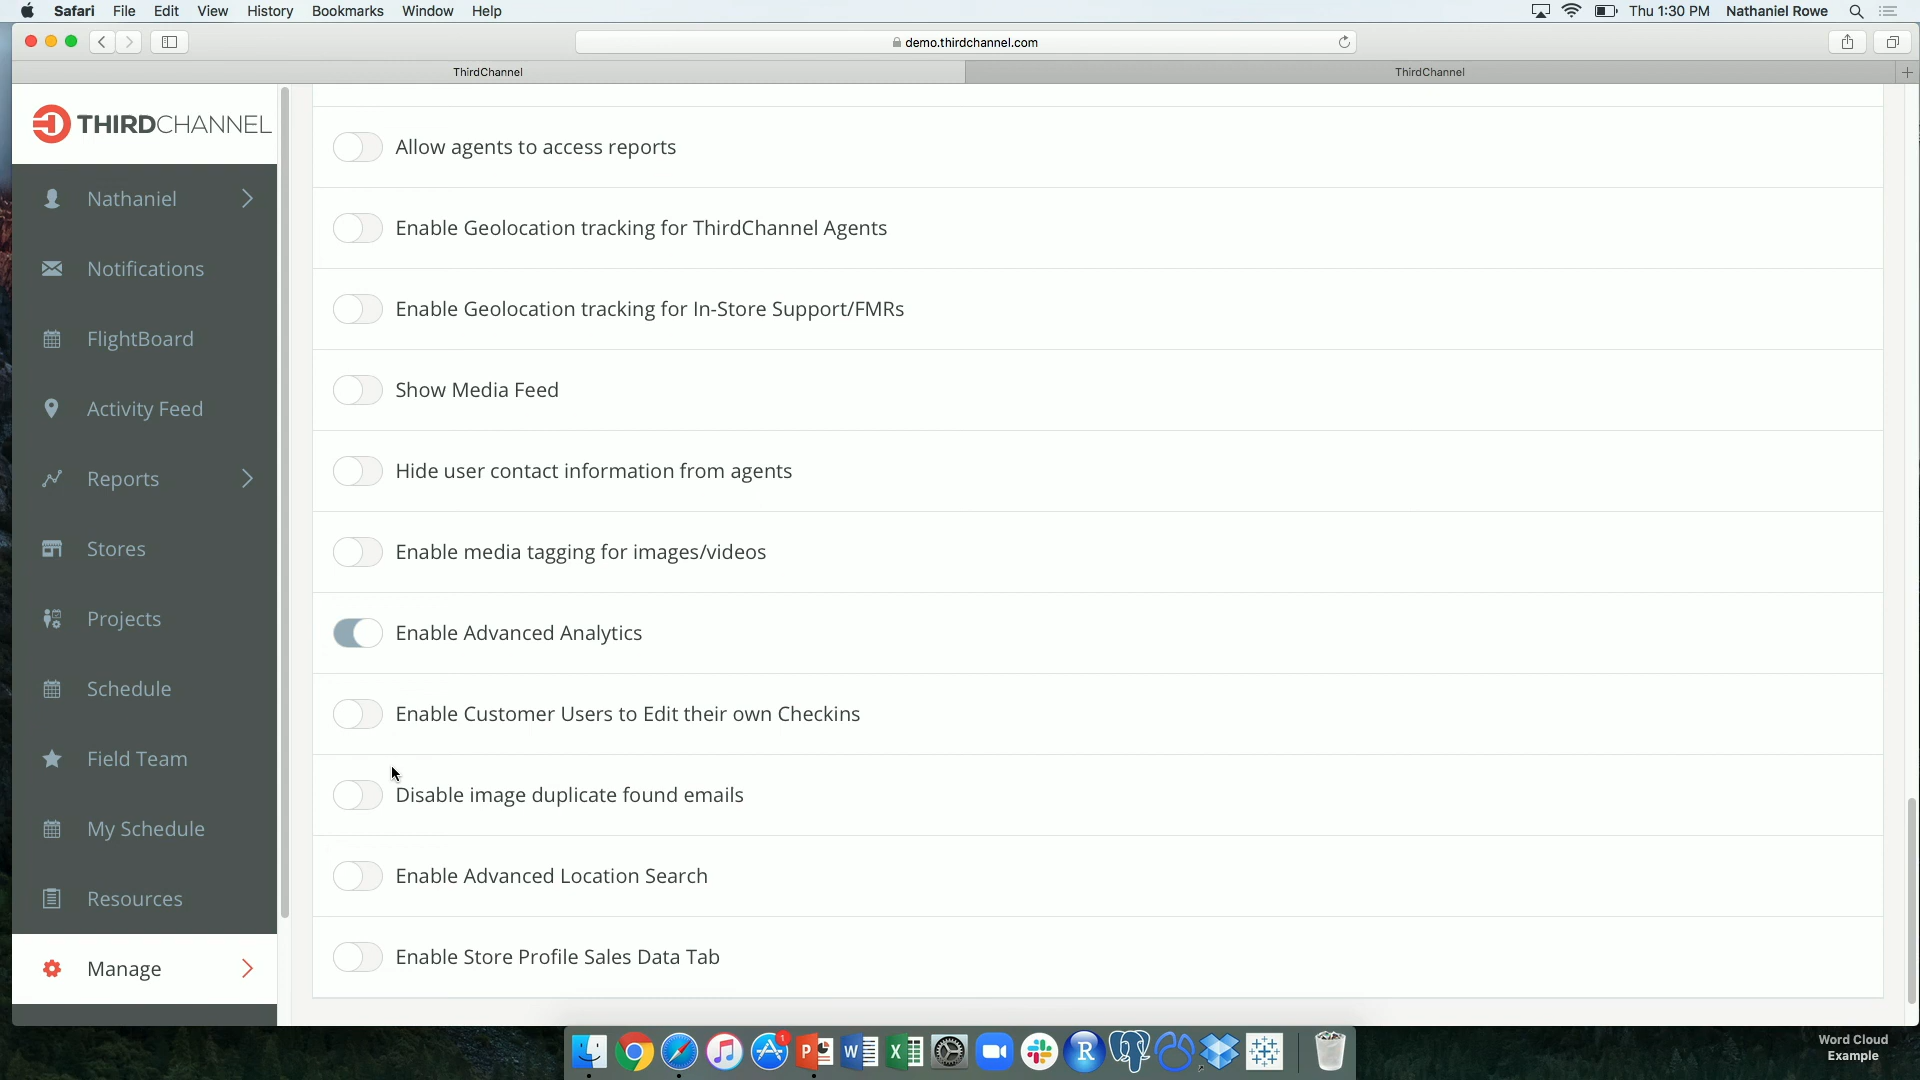 Safari File Edit View History Bookmarks Window Help Thu 1:30 PM Nathaniel Rowe
demo.thirdchannel.com
ThirdChannel ThirdChannel
THIRDCHANNEL
Nathaniel
Notifications
FlightBoard
Activity Feed
Reports
Stores
Projects
Schedule
Field Team
My Schedule
Resources
Manage
Allow agents to access reports
Enable Geolocation tracking for ThirdChannel Agents
Enable Geolocation tracking for In-Store Support/FMRs
Show Media Feed
Hide user contact information from agents
Enable media tagging for images/videos
Enable Advanced Analytics
Enable Customer Users to Edit their own Checkins
Disable image duplicate found emails
Enable Advanced Location Search
Enable Store Profile Sales Data Tab
1
P W X R
Word Cloud
Example